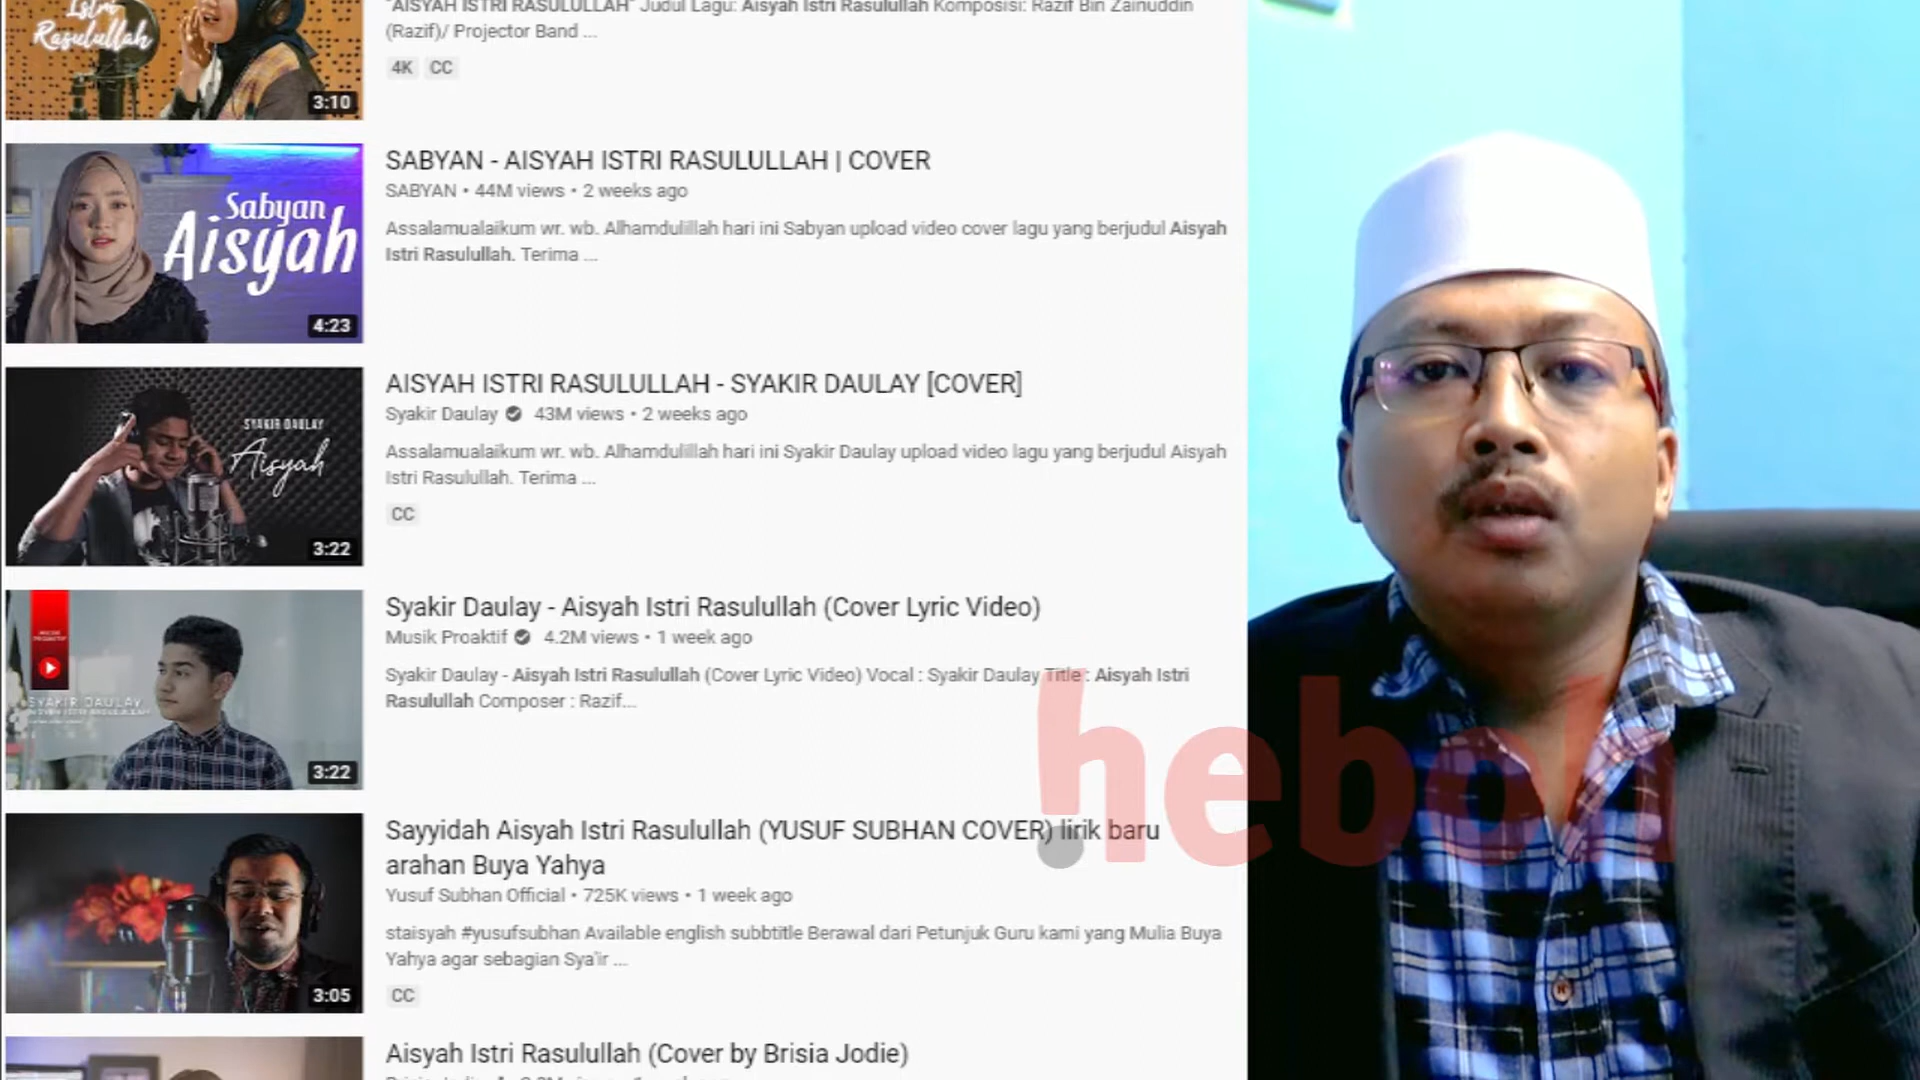 Istri
Rasulullah
3:10
"AISYAH ISTRI RASULULLAH" Judul Lagu: Aisyah Istri Rasulullah Komposisi: Razif Bin Zainuddin
(Razif)/ Projector Band ...
4K CC
Sabyan
Aisyah
4:23
SABYAN - AISYAH ISTRI RASULULLAH | COVER
SABYAN • 44M views • 2 weeks ago
Assalamualaikum wr. wb. Alhamdulillah hari ini Sabyan upload video cover lagu yang berjudul Aisyah
Istri Rasulullah. Terima ...
SYAKIR DAULAY
Aisyah
3:22
AISYAH ISTRI RASULULLAH - SYAKIR DAULAY [COVER]
Syakir Daulay 43M views • 2 weeks ago
Assalamualaikum wr. wb. Alhamdulillah hari ini Syakir Daulay upload video lagu yang berjudul Aisyah
Istri Rasulullah. Terima ...
CC
SYAKIR DAULAY
3:22
Syakir Daulay - Aisyah Istri Rasulullah (Cover Lyric Video)
Musik Proaktif 4.2M views • 1 week ago
Syakir Daulay - Aisyah Istri Rasulullah (Cover Lyric Video) Vocal : Syakir Daulay Title : Aisyah Istri
Rasulullah Composer : Razif...
heboh
3:05
Sayyidah Aisyah Istri Rasulullah (YUSUF SUBHAN COVER) lirik baru
arahan Buya Yahya
Yusuf Subhan Official • 725K views • 1 week ago
staisyah #yusufsubhan Available english subbtitle Berawal dari Petunjuk Guru kami yang Mulia Buya
Yahya agar sebagian Sya'ir ...
CC
Aisyah Istri Rasulullah (Cover by Brisia Jodie)